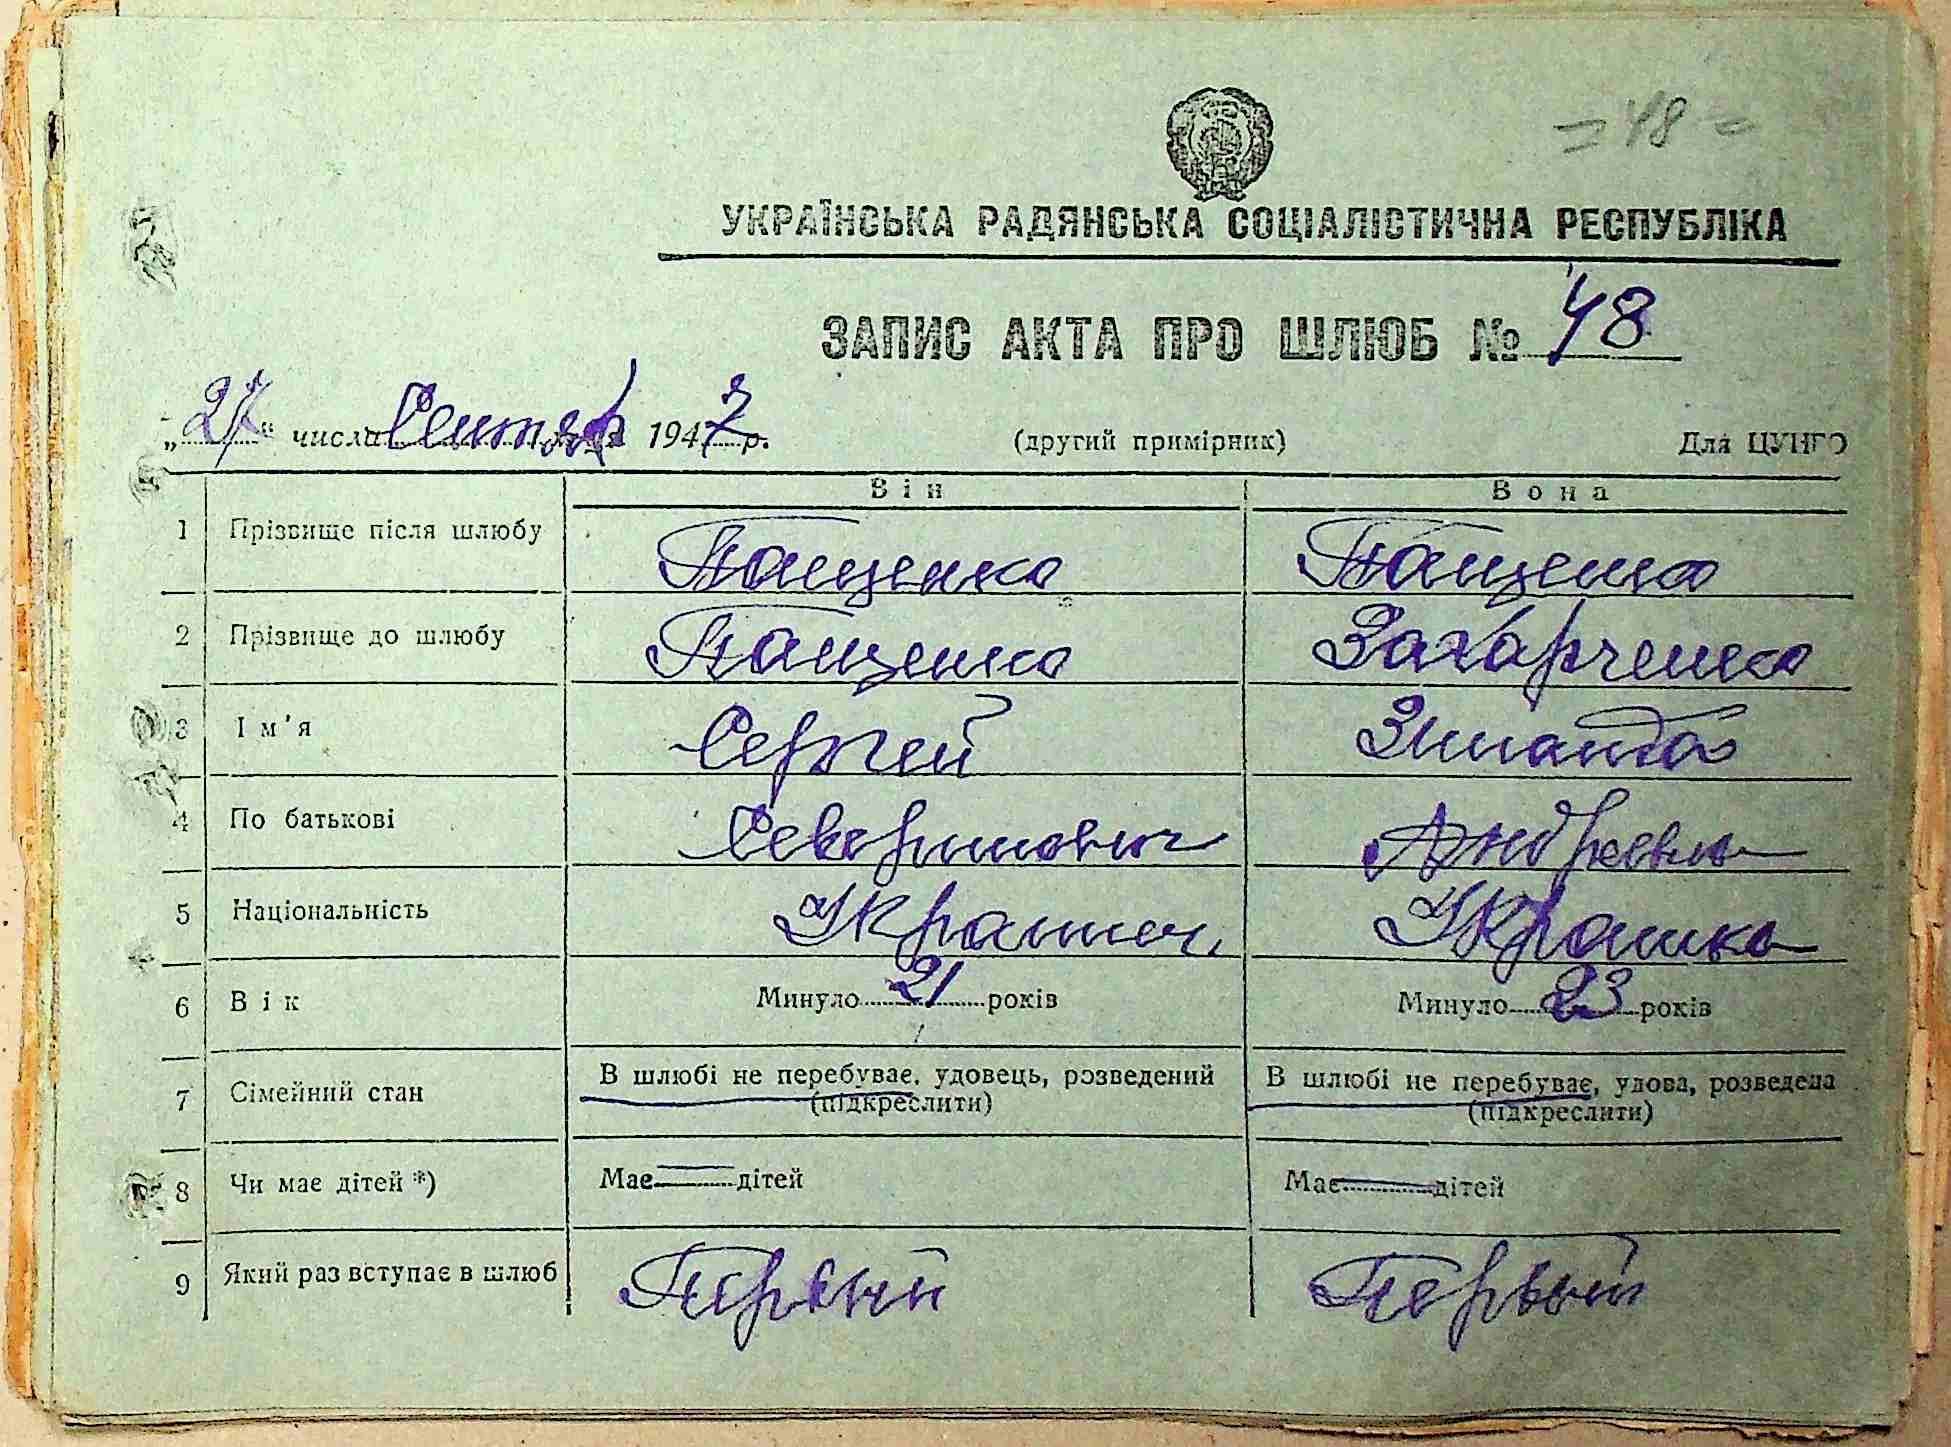 = 48 =
УКРАЇНСЬКА РАДЯНСЬКА СОЦІАЛІСТИЧНА РЕСПУБЛІКА
ЗАПИС АКТА ПРО ШЛЮБ № 48
„27“ числа Сентяб 1947 р. (другий примірник) Для ЦУНГО
Він Вона
1 Прізвище після шлюбу Пащенко Пащенко
2 Прізвище до шлюбу Пащенко Захарченко
3 Ім'я Сергей Зинаида
4 По батькові Северинович Андреевна
5 Національність Украинец Украинка
6 Вік Минуло 21 років Минуло 23 років
7 Сімейний стан В шлюбі не перебуває, удовець, розведений В шлюбі не перебуває, удова, розведена
(підкреслити) (підкреслити)
8 Чи має дітей *) Має — дітей Має — дітей
9 Який раз вступає в шлюб Первый Первый